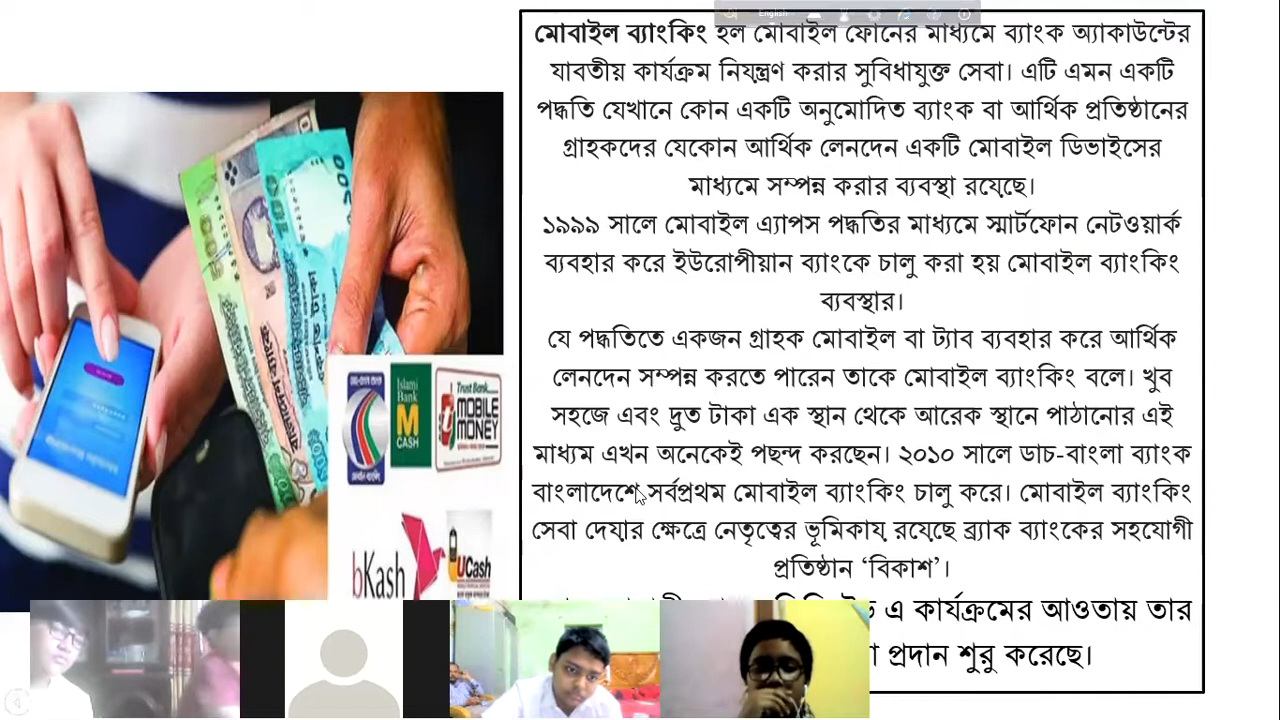 English
মোবাইল ব্যাংকিং হল মোবাইল ফোনের মাধ্যমে ব্যাংক অ্যাকাউন্টের
যাবতীয় কার্যক্রম নিয়ন্ত্রণ করার সুবিধাযুক্ত সেবা। এটি এমন একটি
পদ্ধতি যেখানে কোন একটি অনুমোদিত ব্যাংক বা আর্থিক প্রতিষ্ঠানের
গ্রাহকদের যেকোন আর্থিক লেনদেন একটি মোবাইল ডিভাইসের
মাধ্যমে সম্পন্ন করার ব্যবস্থা রয়েছে।
১৯৯৯ সালে মোবাইল এ্যাপস পদ্ধতির মাধ্যমে স্মার্টফোন নেটওয়ার্ক
ব্যবহার করে ইউরোপীয়ান ব্যাংকে চালু করা হয় মোবাইল ব্যাংকিং
ব্যবস্থার।
যে পদ্ধতিতে একজন গ্রাহক মোবাইল বা ট্যাব ব্যবহার করে আর্থিক
লেনদেন সম্পন্ন করতে পারেন তাকে মোবাইল ব্যাংকিং বলে। খুব
সহজে এবং দ্রুত টাকা এক স্থান থেকে আরেক স্থানে পাঠানোর এই
মাধ্যম এখন অনেকেই পছন্দ করছেন। ২০১০ সালে ডাচ-বাংলা ব্যাংক
বাংলাদেশে সর্বপ্রথম মোবাইল ব্যাংকিং চালু করে। মোবাইল ব্যাংকিং
সেবা দেয়ার ক্ষেত্রে নেতৃত্বের ভূমিকায় রয়েছে ব্র্যাক ব্যাংকের সহযোগী
প্রতিষ্ঠান ‘বিকাশ’।
এ কার্যক্রমের আওতায় তার
প্রদান শুরু করেছে।
Islami
Bank
M
CASH
Trust Bank
MOBILE
MONEY
bKash
UCash